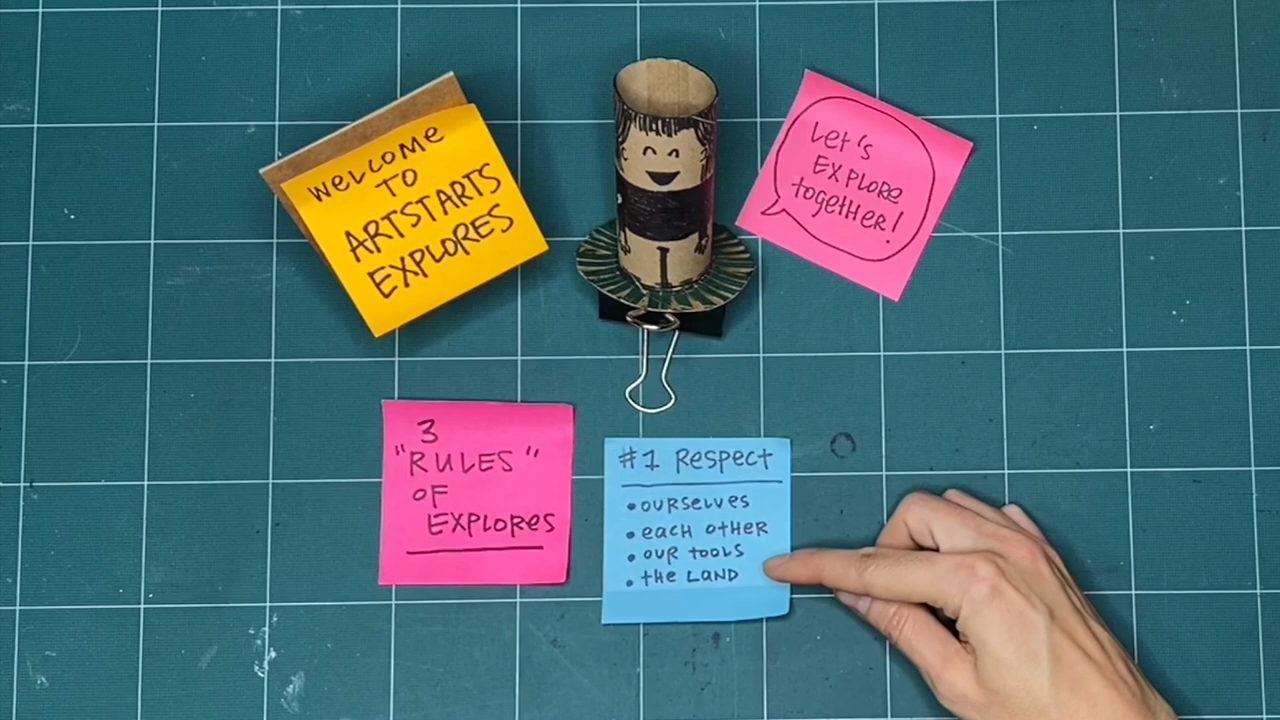 WELCOME
TO
ARTSTARTS
EXPLORES
Let's
EXPLORE
togetHER!
3
"RULES"
OF
EXPLORES
#1 Respect
• OURSELVES
• EACH OTHER
• OUR TOOLS
• tHE LAND